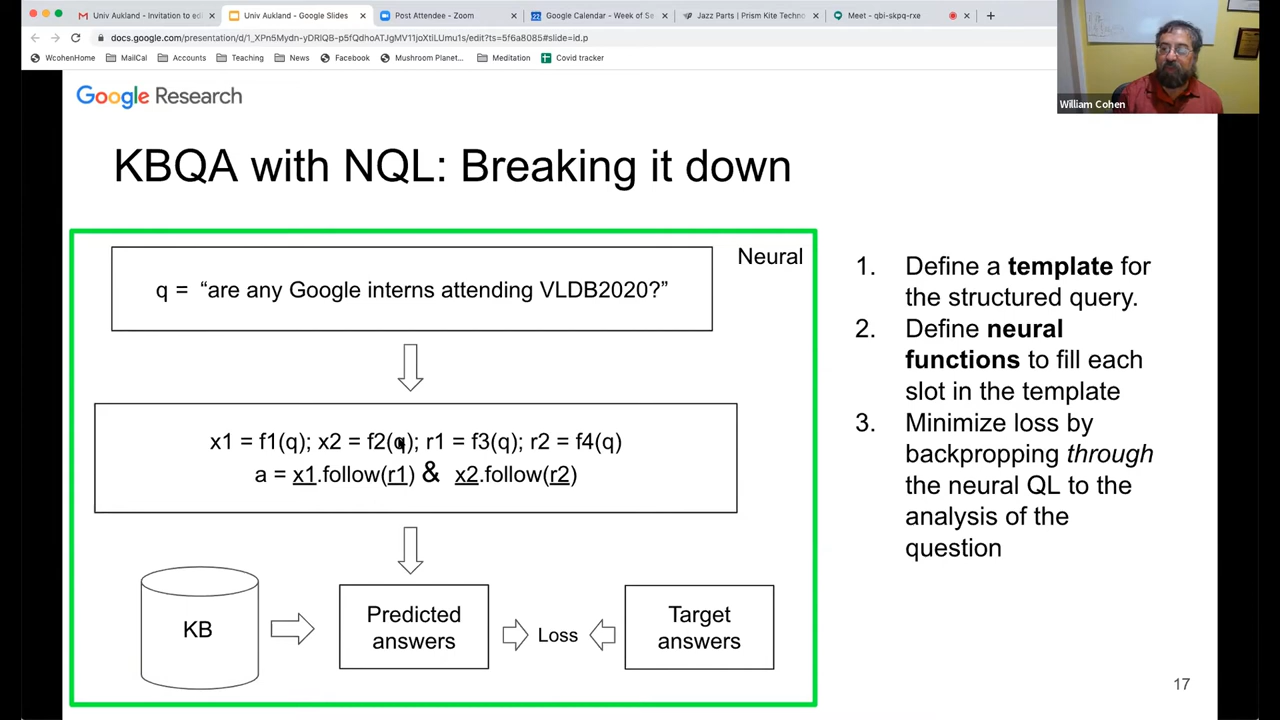 Univ Aukland - Invitation to edi
Univ Aukland - Google Slides
Post Attendee - Zoom
Google Calendar - Week of Se
Jazz Parts | Prism Kite Techno
Meet - qbi-skpq-rxe
docs.google.com/presentation/d/1_XPn5Mydn-yDRlQB-p5fQdhoATJgMV11joXtiLUmu1s/edit?ts=5f6a8085#slide=id.p
WcohenHome
MailCal
Accounts
Teaching
News
Facebook
Mushroom Planet...
Meditation
Covid tracker
William Cohen
Google Research
KBQA with NQL: Breaking it down
Neural
q = “are any Google interns attending VLDB2020?”
x1 = f1(q); x2 = f2(q); r1 = f3(q); r2 = f4(q)
a = x1.follow(r1) & x2.follow(r2)
KB
Predicted
answers
Loss
Target
answers
1. Define a template for
the structured query.
2. Define neural
functions to fill each
slot in the template
3. Minimize loss by
backpropping through
the neural QL to the
analysis of the
question
17